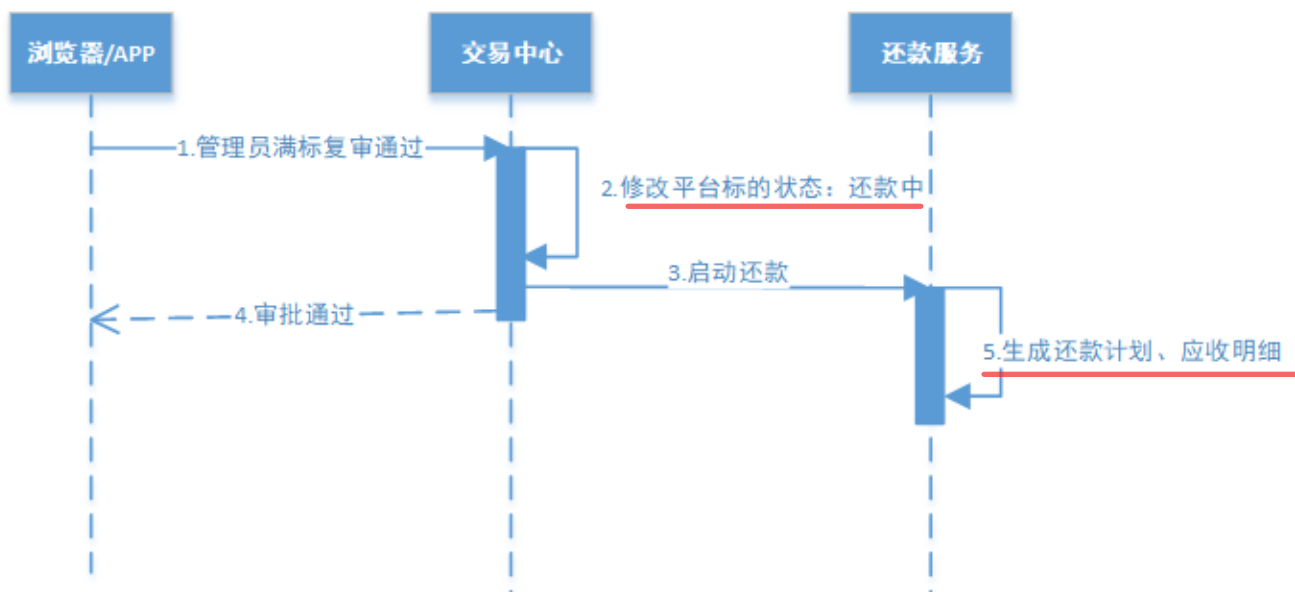 浏览器/APP
交易中心
还款服务
1.管理员满标复审通过
2.修改平台标的状态：还款中
3.启动还款
4.审批通过
5.生成还款计划、应收明细